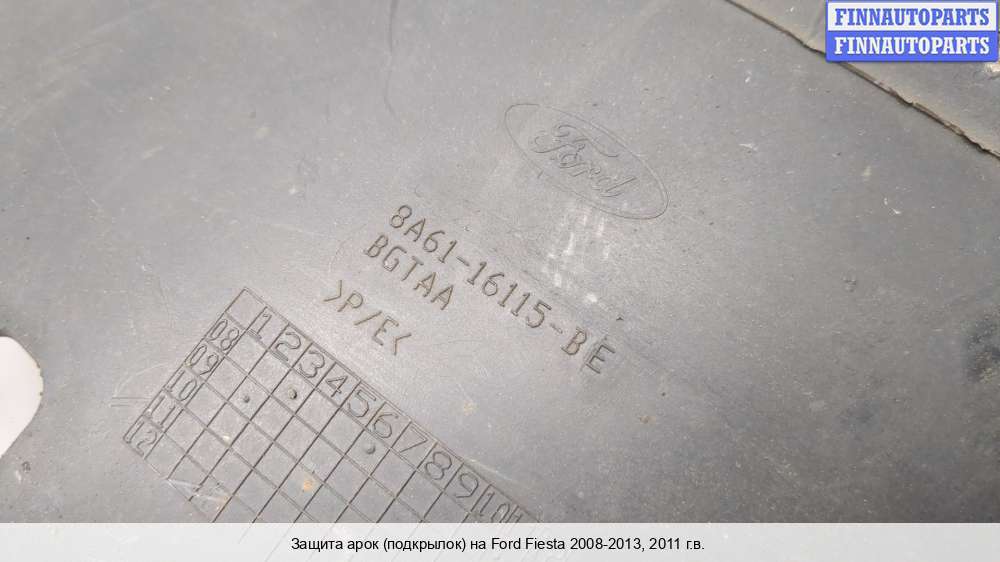 FINNAUTOPARTS
FINNAUTOPARTS
Ford
8A61-16115-BE
BGTAA
>P/E<
1 2 3 4 5 6 7 8 9 10
08
09
10
11
12
Защита арок (подкрылок) на Ford Fiesta 2008-2013, 2011 г.в.